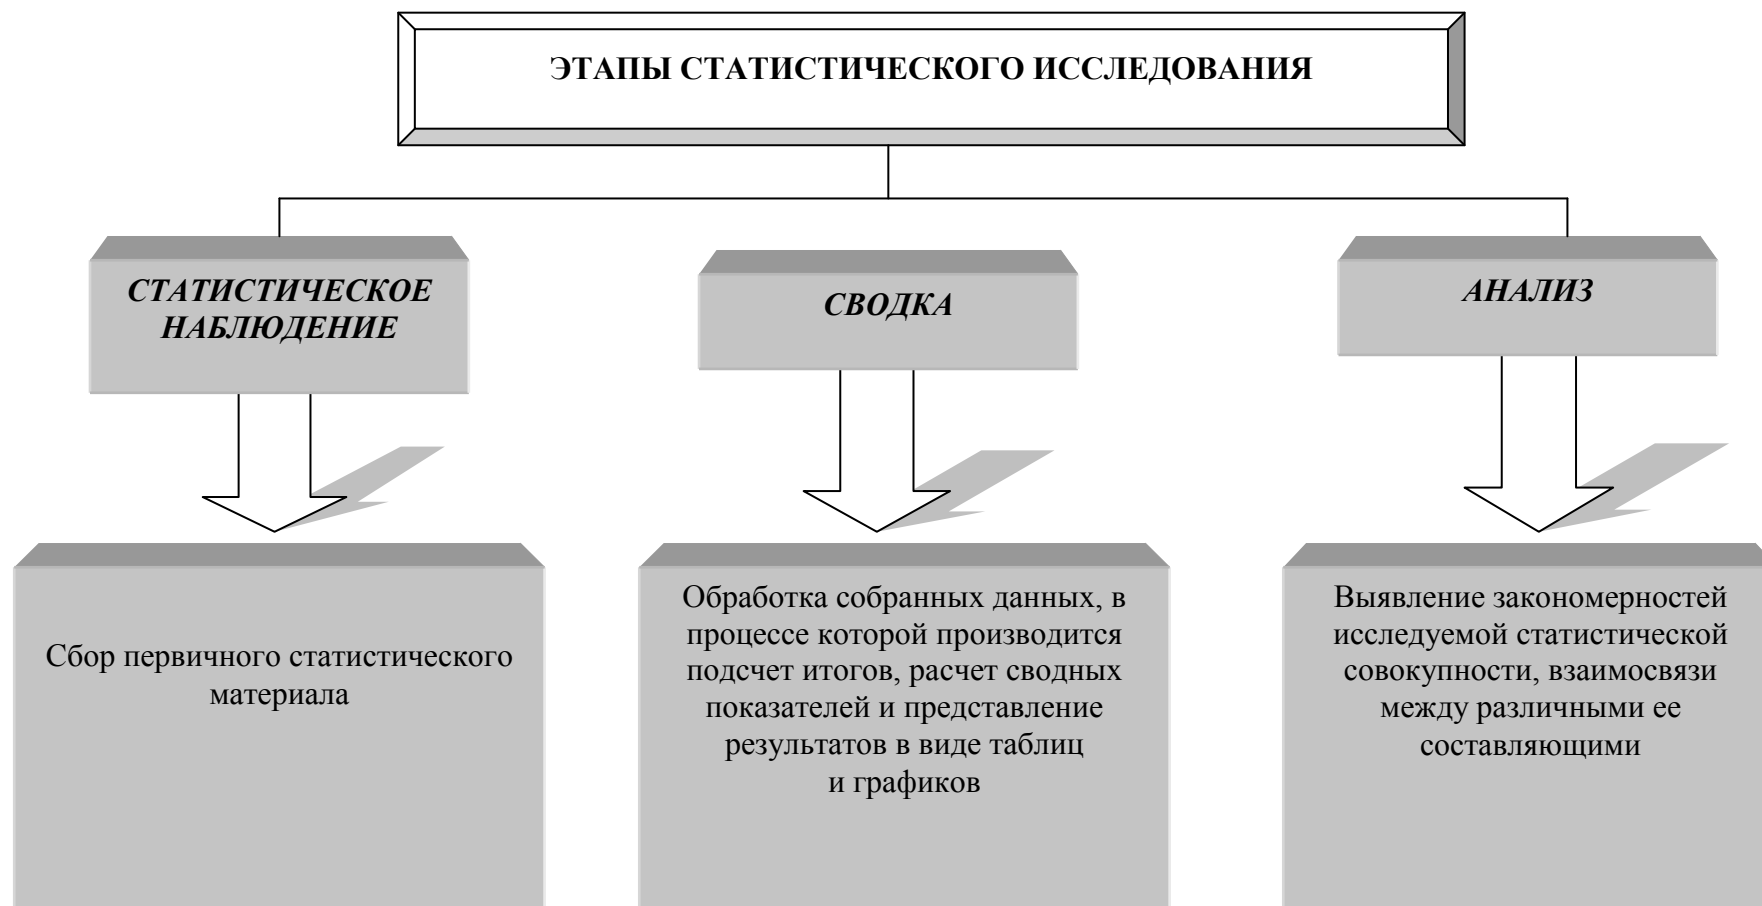 ЭТАПЫ СТАТИСТИЧЕСКОГО ИССЛЕДОВАНИЯ
СТАТИСТИЧЕСКОЕ
НАБЛЮДЕНИЕ
СВОДКА
АНАЛИЗ
Сбор первичного статистического
материала
Обработка собранных данных, в
процессе которой производится
подсчет итогов, расчет сводных
показателей и представление
результатов в виде таблиц
и графиков
Выявление закономерностей
исследуемой статистической
совокупности, взаимосвязи
между различными ее
составляющими